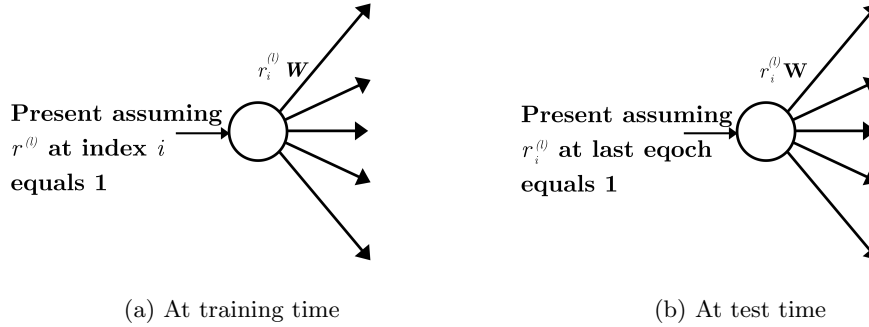 r_i^{(l)} W
Present assuming
r^{(l)} at index i
equals 1
(a) At training time
r_i^{(l)} W
Present assuming
r_i^{(l)} at last eqoch
equals 1
(b) At test time